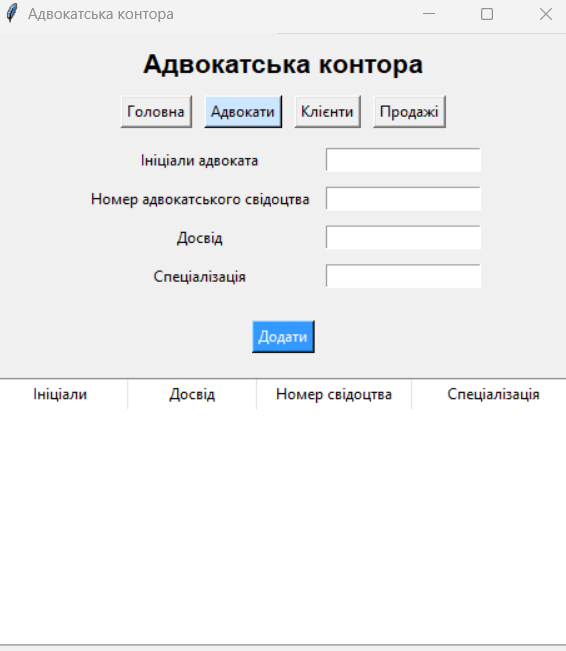 Адвокатська контора
Адвокатська контора
Головна Адвокати Клієнти Продажі
Ініціали адвоката
Номер адвокатського свідоцтва
Досвід
Спеціалізація
Додати
Ініціали Досвід Номер свідоцтва Спеціалізація